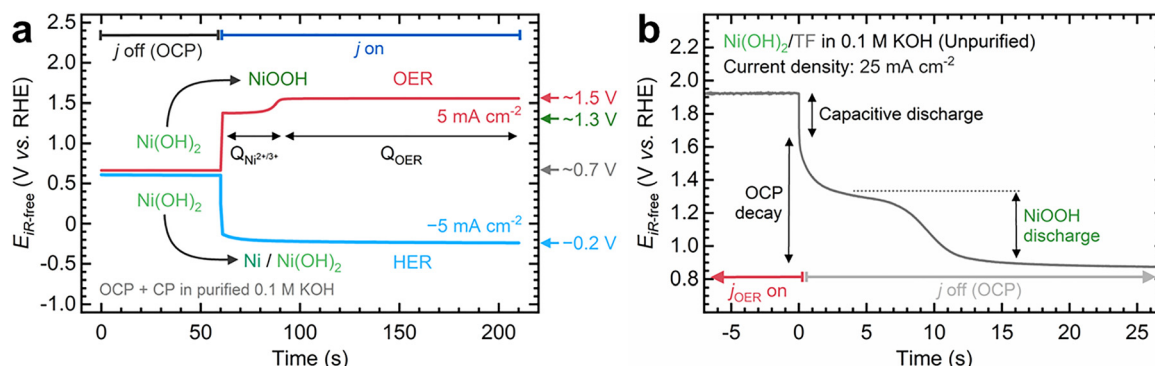 a
j off (OCP)
j on
NiOOH
OER
Ni(OH)₂
5 mA cm⁻²
Q_Ni²⁺/³⁺
Q_OER
Ni(OH)₂
−5 mA cm⁻²
Ni / Ni(OH)₂
HER
OCP + CP in purified 0.1 M KOH
~1.5 V
~1.3 V
~0.7 V
−0.2 V
2.5
2.0
1.5
1.0
0.5
0
-0.5
-1.0
E_iR-free (V vs. RHE)
0
50
100
150
200
Time (s)
b
Ni(OH)₂/TF in 0.1 M KOH (Unpurified)
Current density: 25 mA cm⁻²
Capacitive discharge
OCP
decay
NiOOH
discharge
j_OER on
j off (OCP)
2.2
2.0
1.8
1.6
1.4
1.2
1.0
0.8
E_iR-free (V vs. RHE)
-5
0
5
10
15
20
25
Time (s)